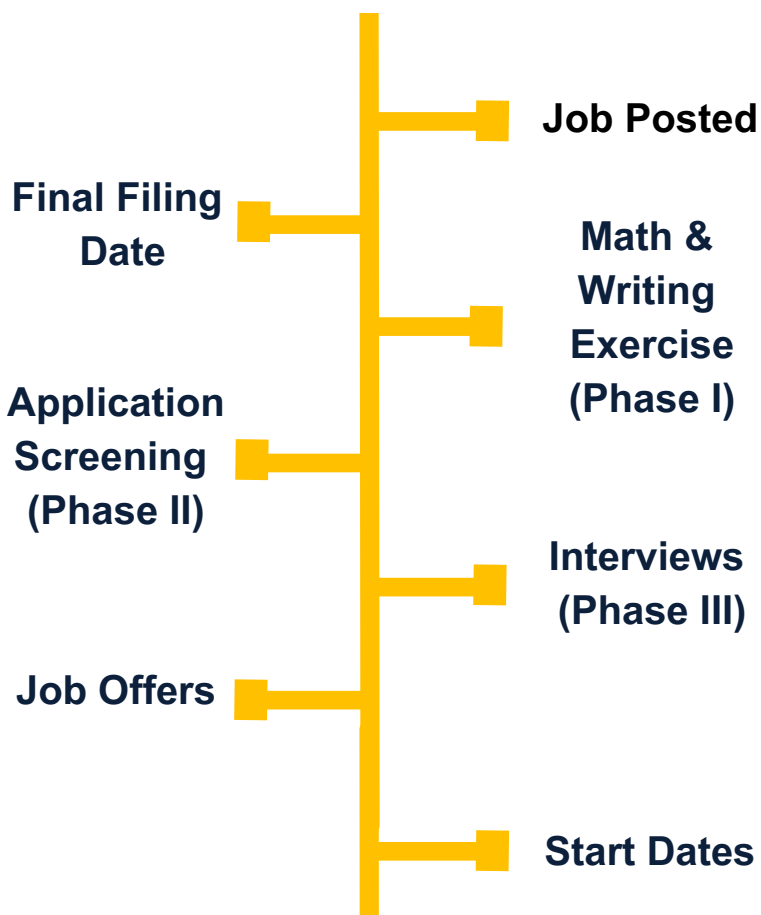 Job Posted
Final Filing
Date
Math &
Writing
Exercise
(Phase I)
Application
Screening
(Phase II)
Interviews
(Phase III)
Job Offers
Start Dates